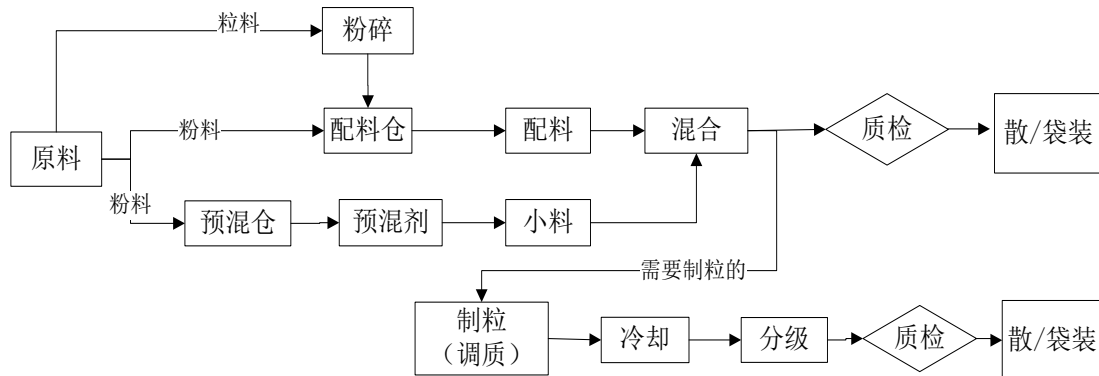 粒料
粉碎
原料
粉料
配料仓
配料
混合
质检
散/袋装
粉料
预混仓
预混剂
小料
需要制粒的
制粒
（调质）
冷却
分级
质检
散/袋装